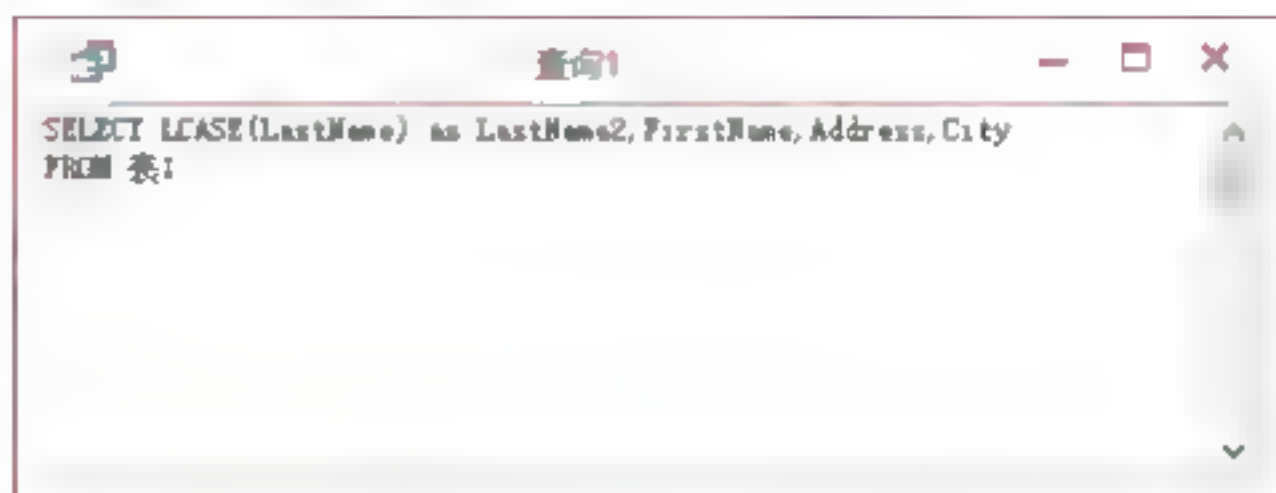 查询1
SELECT LCASE(LastName) as LastName2,FirstName,Address,City
FROM 表1